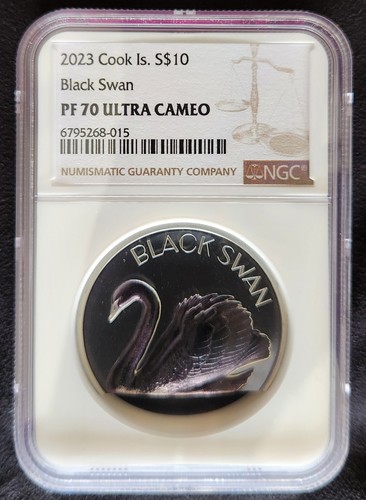 2023 Cook Is. S$10
Black Swan
PF 70 ULTRA CAMEO
6795268-015
NUMISMATIC GUARANTY COMPANY
NGC
BLACK SWAN